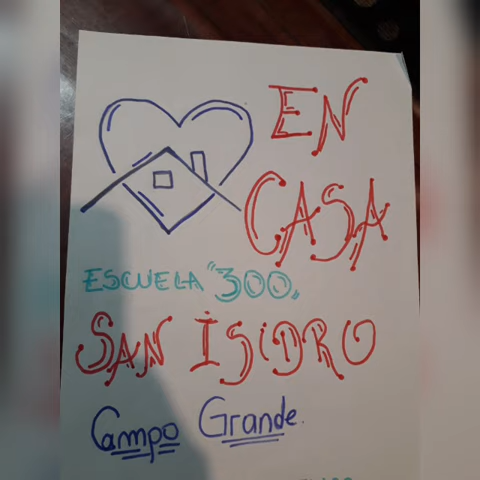 EN
CASA
ESCUELA "300"
SAN ISIDRO
Campo Grande.